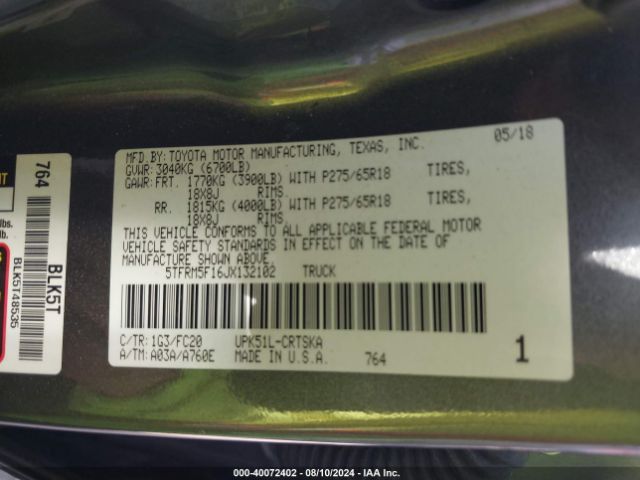 MFD.BY: TOYOTA MOTOR MANUFACTURING, TEXAS, INC. 05/18
GVWR: 3040KG (6700LB)
GAWR: FRT. 1770KG (3900LB) WITH P275/65R18 TIRES,
18X8J RIMS
RR. 1815KG (4000LB) WITH P275/65R18 TIRES,
18X8J RIMS
THIS VEHICLE CONFORMS TO ALL APPLICABLE FEDERAL MOTOR
VEHICLE SAFETY STANDARDS IN EFFECT ON THE DATE OF
MANUFACTURE SHOWN ABOVE.
5TFRM5F16JX132102 TRUCK
C/TR: 1G3/FC20 UPK51L-CRTSKA
A/TM: A03A/A760E MADE IN U.S.A. 764
1
764
BLK5T
BLK5T48535
lbs.
lb.
000-40072402 - 08/10/2024 - IAA Inc.